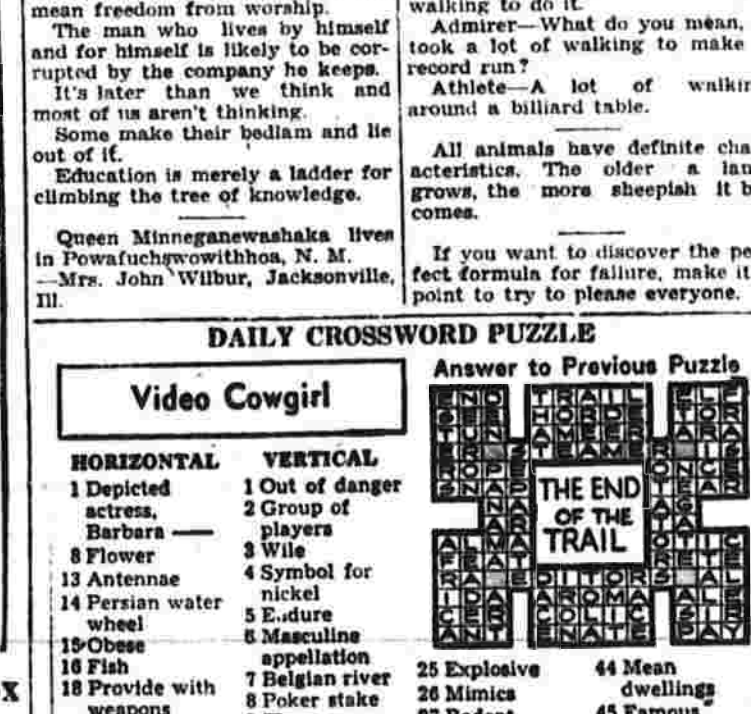 mean freedom from worship.
The man who lives by himself
and for himself is likely to be cor-
rupted by the company he keeps.
It's later than we think and
most of us aren't thinking.
Some make their bedlam and lie
out of it.
Education is merely a ladder for
climbing the tree of knowledge.
Queen Minneganewashaka lives
in Powafuchswowithhoa, N. M.
—Mrs. John Wilbur, Jacksonville,
Ill.
walking to do it.
Admirer—What do you mean,
took a lot of walking to make
record run?
Athlete—A lot of walkin
around a billiard table.
All animals have definite cha
acteristics. The older a lam
grows, the more sheepish it b
comes.
If you want to discover the pe
fect formula for failure, make it
point to try to please everyone.
DAILY CROSSWORD PUZZLE
Video Cowgirl
HORIZONTAL
1 Depicted
actress,
Barbara —
8 Flower
13 Antennae
14 Persian water
wheel
15 Obese
16 Fish
18 Provide with
weapons
VERTICAL
1 Out of danger
2 Group of
players
3 Wile
4 Symbol for
nickel
5 Endure
6 Masculine
appellation
7 Belgian river
8 Poker stake
Answer to Previous Puzzle
THE END
OF THE
TRAIL
25 Explosive
26 Mimics
27 Rodent
44 Mean
dwellings
45 Famous
X